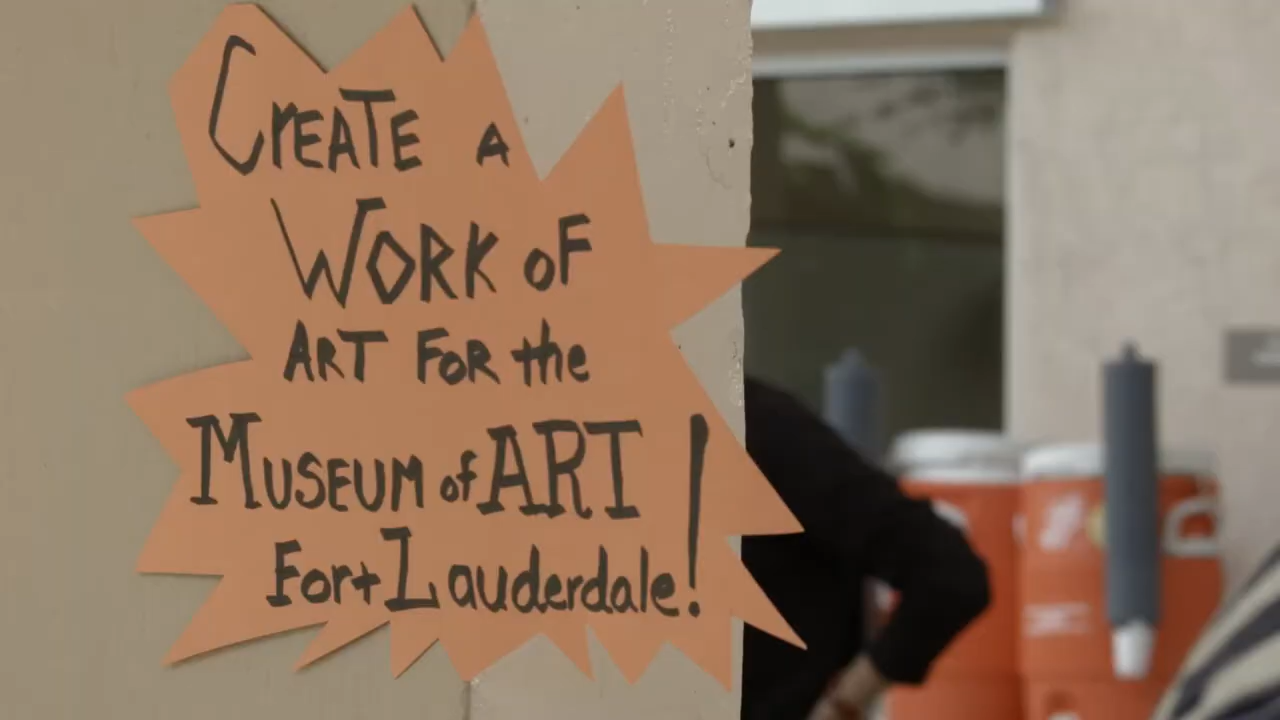 CREATE A
WORK OF
ART FOR the
MUSEUM of ART
Fort Lauderdale!